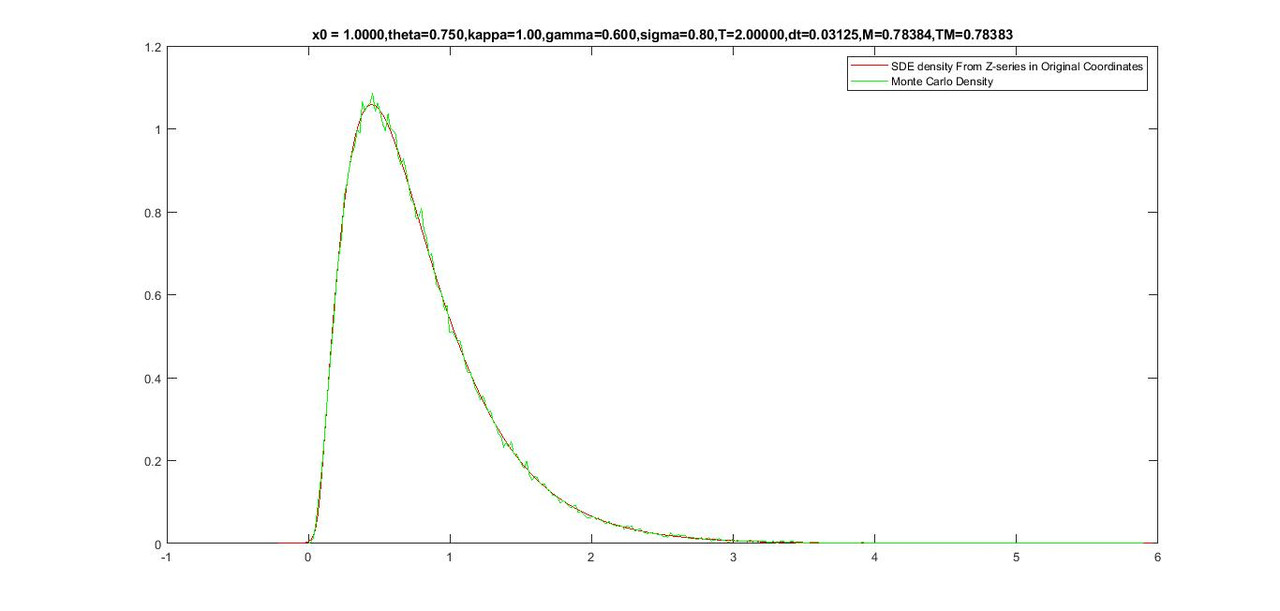 x0 = 1.0000,theta=0.750,kappa=1.00,gamma=0.600,sigma=0.80,T=2.00000,dt=0.03125,M=0.78384,TM=0.78383
SDE density From Z-series in Original Coordinates
Monte Carlo Density
1.2
1
0.8
0.6
0.4
0.2
0
-1 0 1 2 3 4 5 6